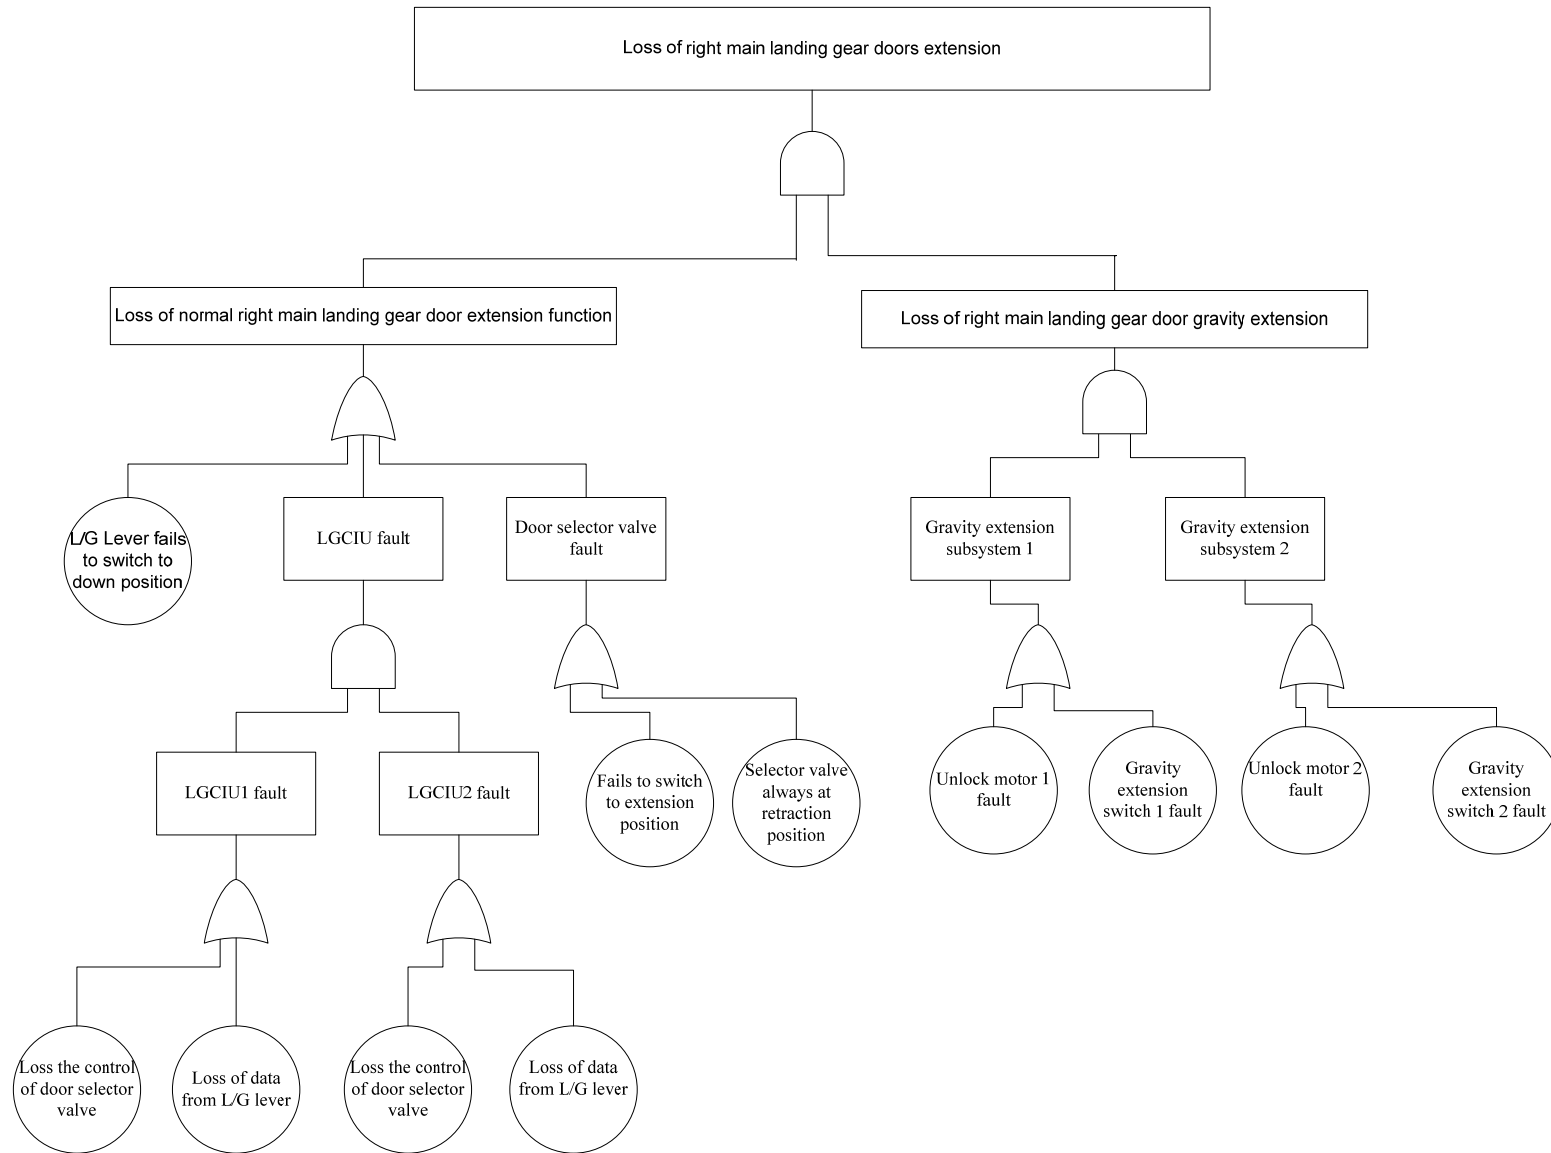 Loss of right main landing gear doors extension
Loss of normal right main landing gear door extension function
Loss of right main landing gear door gravity extension
L/G Lever fails
to switch to
down position
LGCIU fault
Door selector valve
fault
Gravity extension
subsystem 1
Gravity extension
subsystem 2
LGCIU1 fault
LGCIU2 fault
Fails to switch
to extension
position
Selector valve
always at
retraction
position
Unlock motor 1
fault
Gravity
extension
switch 1 fault
Unlock motor 2
fault
Gravity
extension
switch 2 fault
Loss the control
of door selector
valve
Loss of data
from L/G lever
Loss the control
of door selector
valve
Loss of data
from L/G lever